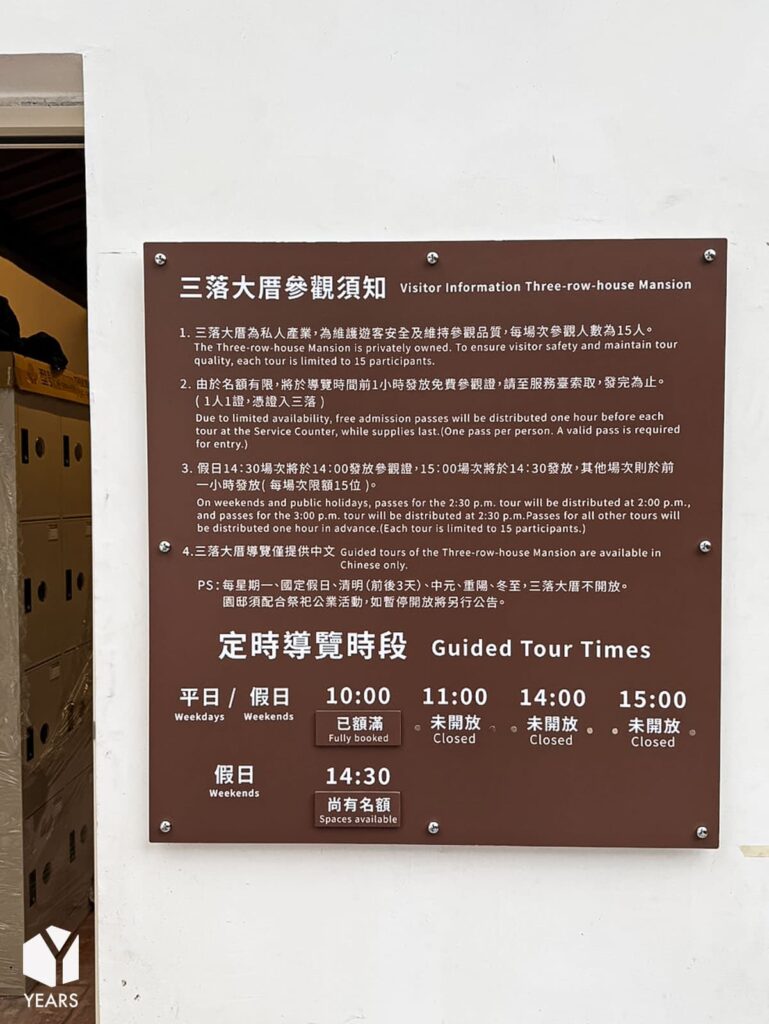 三落大厝參觀須知 Visitor Information Three-row-house Mansion
1. 三落大厝為私人產業,為維護遊客安全及維持參觀品質,每場次參觀人數為15人。
The Three-row-house Mansion is privately owned. To ensure visitor safety and maintain tour
quality, each tour is limited to 15 participants.
2. 由於名額有限,將於導覽時間前1小時發放免費參觀證,請至服務臺索取,發完為止。
( 1人1證,憑證入三落 )
Due to limited availability, free admission passes will be distributed one hour before each
tour at the Service Counter, while supplies last.(One pass per person. A valid pass is required
for entry.)
3. 假日14:30場次將於14:00發放參觀證,15:00場次將於14:30發放,其他場次則於前
一小時發放( 每場次限額15位 )。
On weekends and public holidays, passes for the 2:30 p.m. tour will be distributed at 2:00 p.m.,
and passes for the 3:00 p.m. tour will be distributed at 2:30 p.m.Passes for all other tours will
be distributed one hour in advance.(Each tour is limited to 15 participants.)
4.三落大厝導覽僅提供中文 Guided tours of the Three-row-house Mansion are available in
Chinese only.
PS:每星期一、國定假日、清明(前後3天)、中元、重陽、冬至,三落大厝不開放。
園邸須配合祭祀公業活動,如暫停開放將另行公告。
定時導覽時段 Guided Tour Times
平日 / 假日 10:00 11:00 14:00 15:00
Weekdays Weekends 已額滿 未開放 未開放 未開放
Fully booked Closed Closed Closed
假日 14:30
Weekends 尚有名額
Spaces available
Y
YEARS